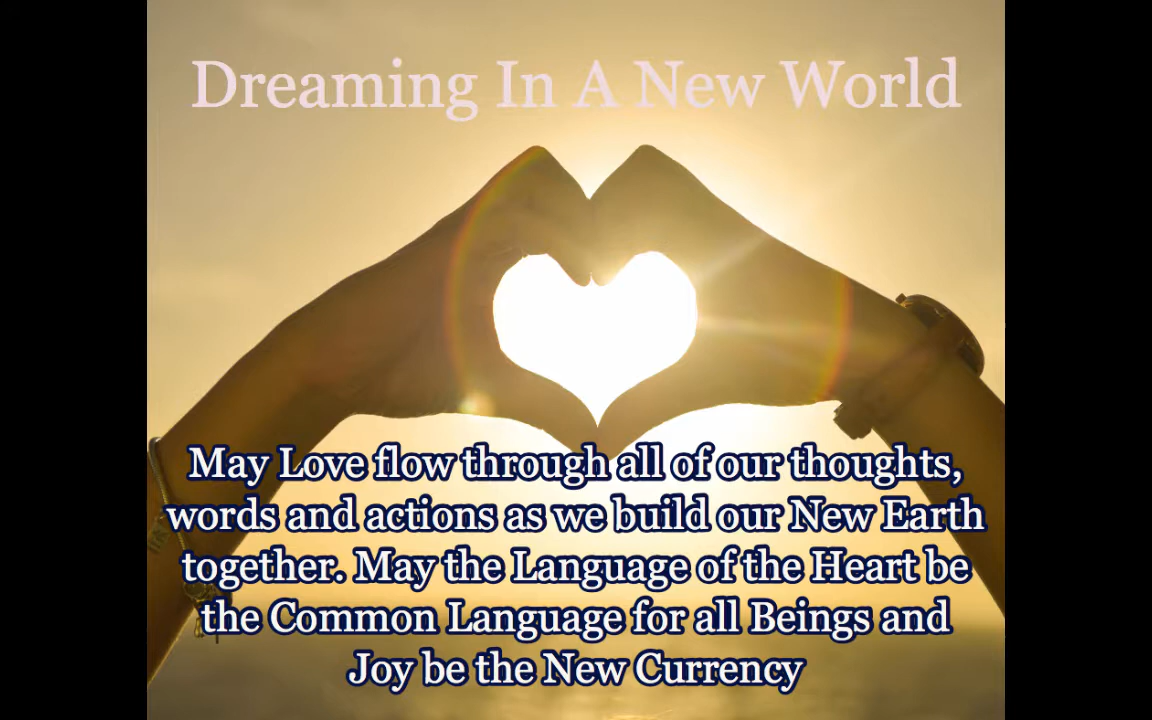 Dreaming In A New World
May Love flow through all of our thoughts,
words and actions as we build our New Earth
together. May the Language of the Heart be
the Common Language for all Beings and
Joy be the New Currency